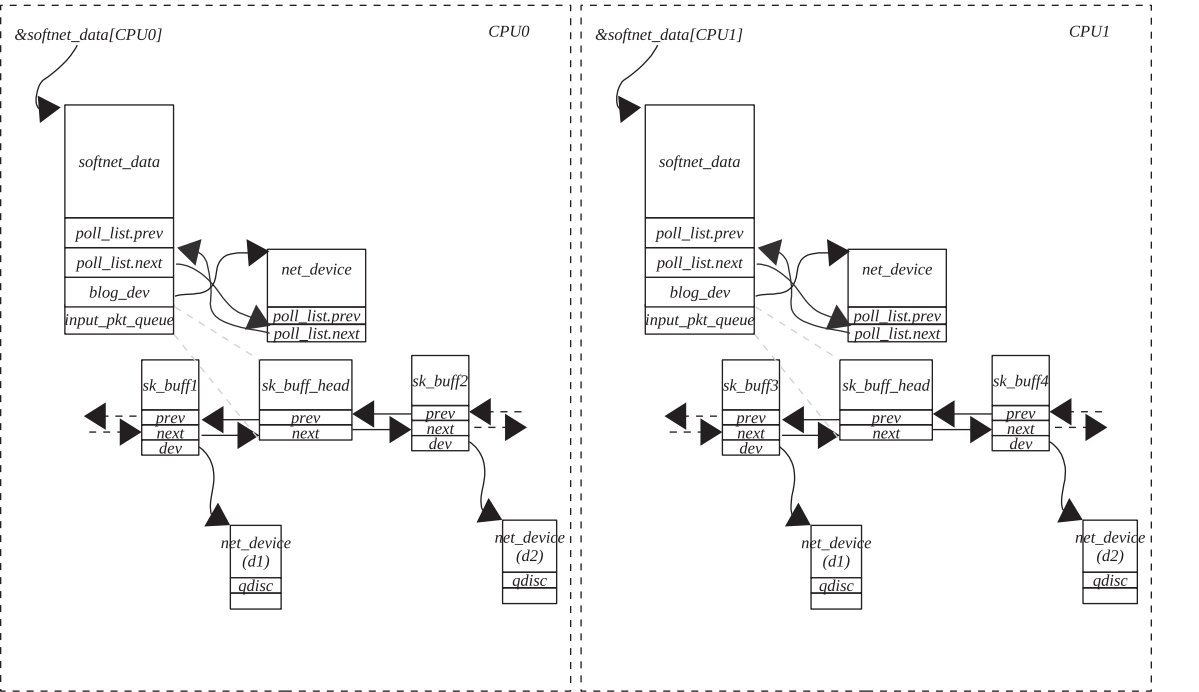 &softnet_data[CPU0]
CPU0
softnet_data
poll_list.prev
poll_list.next
blog_dev
input_pkt_queue
net_device
poll_list.prev
poll_list.next
sk_buff1
prev
next
dev
sk_buff_head
prev
next
sk_buff2
prev
next
dev
net_device
(d1)
qdisc
net_device
(d2)
qdisc
&softnet_data[CPU1]
CPU1
softnet_data
poll_list.prev
poll_list.next
blog_dev
input_pkt_queue
net_device
poll_list.prev
poll_list.next
sk_buff3
prev
next
dev
sk_buff_head
prev
next
sk_buff4
prev
next
dev
net_device
(d1)
qdisc
net_device
(d2)
qdisc